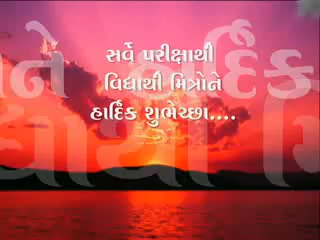 સર્વે પરીક્ષાથી
વિદ્યાથી મિત્રોને
હાર્દિક શુભેચ્છા....